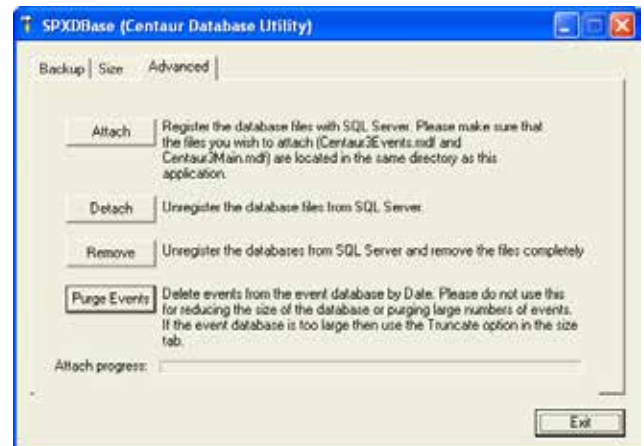 SPXDBase (Centaur Database Utility)
Backup Size Advanced
Attach
Register the database files with SQL Server. Please make sure that
the files you wish to attach (Centaur3Events.mdf and
Centaur3Main.mdf) are located in the same directory as this
application.
Detach
Unregister the database files from SQL Server.
Remove
Unregister the databases from SQL Server and remove the files completely
Purge Events
Delete events from the event database by Date. Please do not use this
for reducing the size of the database or purging large numbers of events.
If the event database is too large then use the Truncate option in the size
tab.
Attach progress:
Exit